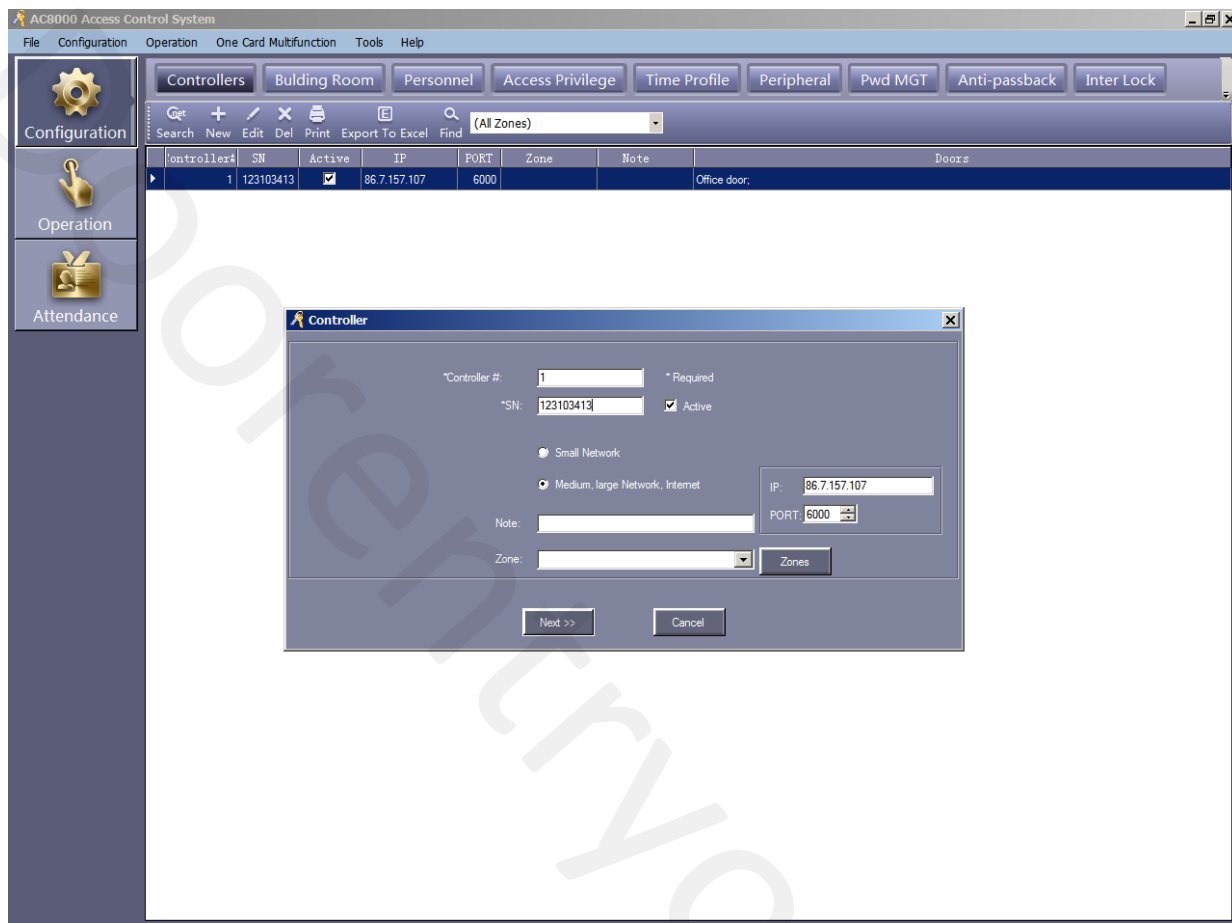 AC8000 Access Control System
File Configuration Operation One Card Multifunction Tools Help
Configuration
Operation
Attendance
Controllers Bulding Room Personnel Access Privilege Time Profile Peripheral Pwd MGT Anti-passback Inter Lock
Get
E
Search New Edit Del Print Export To Excel Find (All Zones)
ontroller# SN Active IP PORT Zone Note Doors
1 123103413 86.7.157.107 6000 Office door;
Controller
*Controller #: 1 * Required
*SN: 123103413 Active
Small Network
Medium, large Network, Internet
IP: 86.7.157.107
PORT: 6000
Note:
Zone: Zones
Next >> Cancel